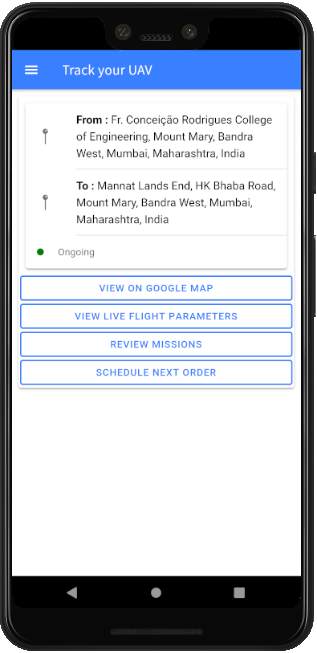 Track your UAV
From : Fr. Conceição Rodrigues College
of Engineering, Mount Mary, Bandra
West, Mumbai, Maharashtra, India
To : Mannat Lands End, HK Bhaba Road,
Mount Mary, Bandra West, Mumbai,
Maharashtra, India
Ongoing
VIEW ON GOOGLE MAP
VIEW LIVE FLIGHT PARAMETERS
REVIEW MISSIONS
SCHEDULE NEXT ORDER